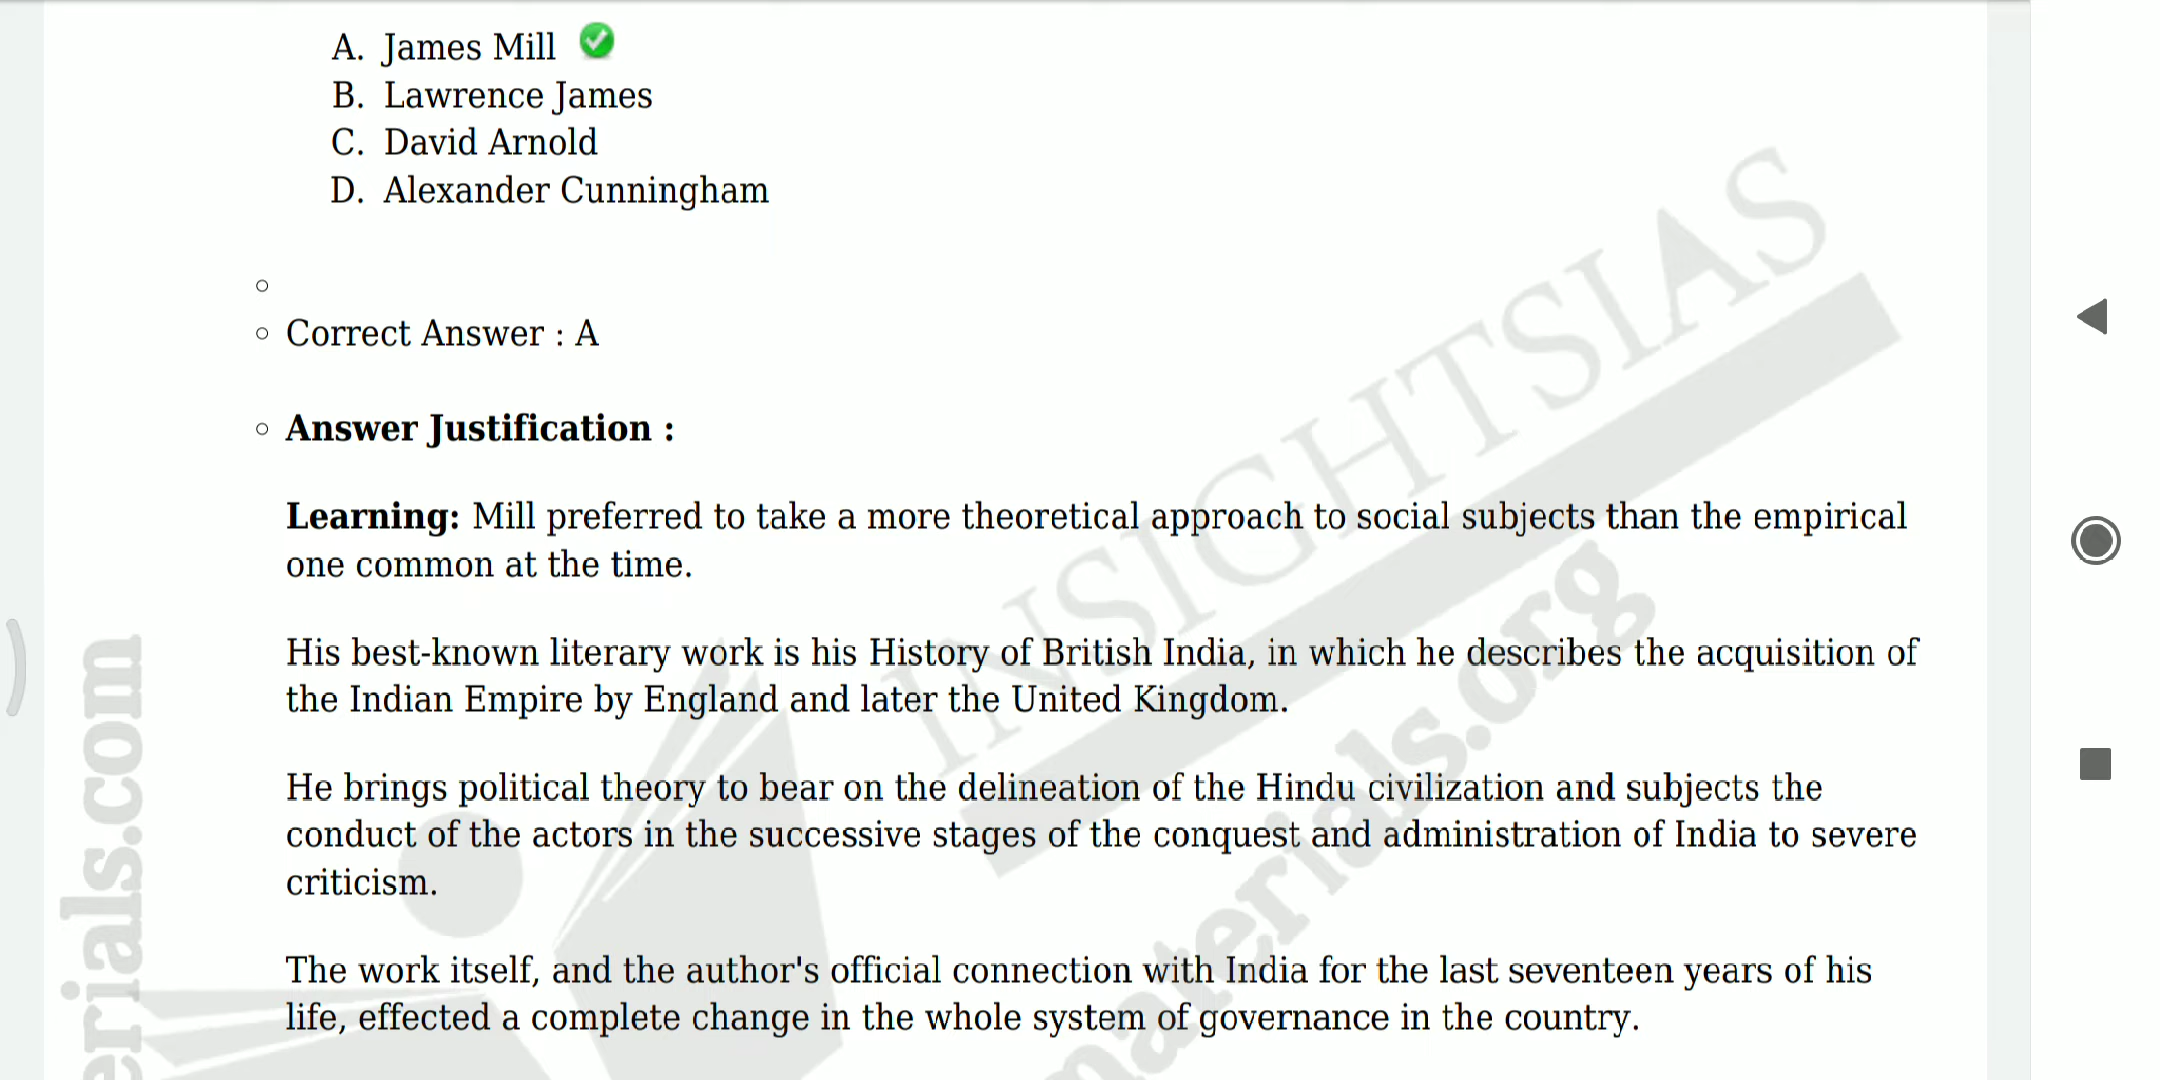 A. James Mill
B. Lawrence James
C. David Arnold
D. Alexander Cunningham
Correct Answer : A
Answer Justification :
Learning: Mill preferred to take a more theoretical approach to social subjects than the empirical
one common at the time.
His best-known literary work is his History of British India, in which he describes the acquisition of
the Indian Empire by England and later the United Kingdom.
He brings political theory to bear on the delineation of the Hindu civilization and subjects the
conduct of the actors in the successive stages of the conquest and administration of India to severe
criticism.
The work itself, and the author's official connection with India for the last seventeen years of his
life, effected a complete change in the whole system of governance in the country.
INSIGHTSIAS
materials.org
erials.com